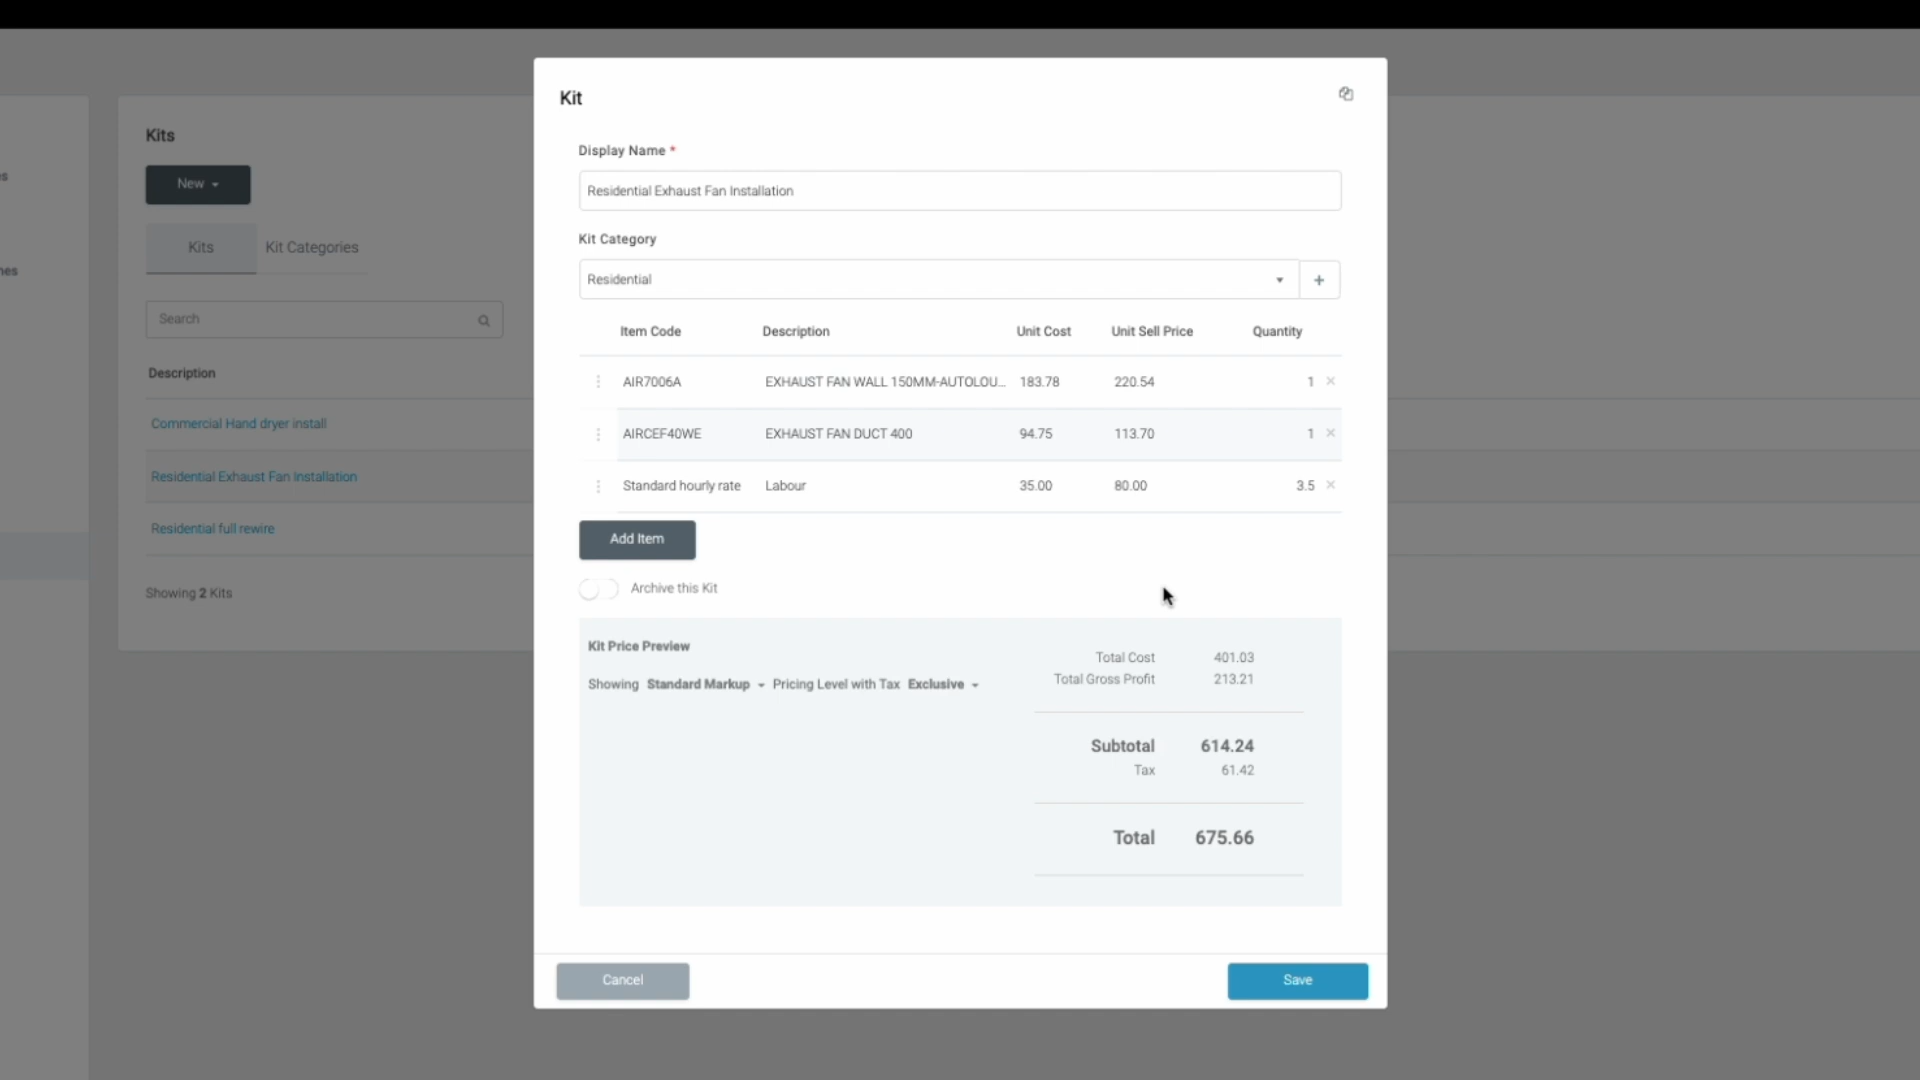 Kit
Display Name *
Residential Exhaust Fan Installation
Kit Category
Residential
+
Item Code Description Unit Cost Unit Sell Price Quantity
AIR7006A EXHAUST FAN WALL 150MM-AUTOLOU... 183.78 220.54 1
AIRCEF40WE EXHAUST FAN DUCT 400 94.75 113.70 1
Standard hourly rate Labour 35.00 80.00 3.5
Add Item
Archive this Kit
Kit Price Preview
Showing Standard Markup Pricing Level with Tax Exclusive
Total Cost 401.03
Total Gross Profit 213.21
Subtotal 614.24
Tax 61.42
Total 675.66
Cancel
Save
Kits
New
Kits Kit Categories
Search
Description
Commercial Hand dryer install
Residential Exhaust Fan Installation
Residential full rewire
Showing 2 Kits